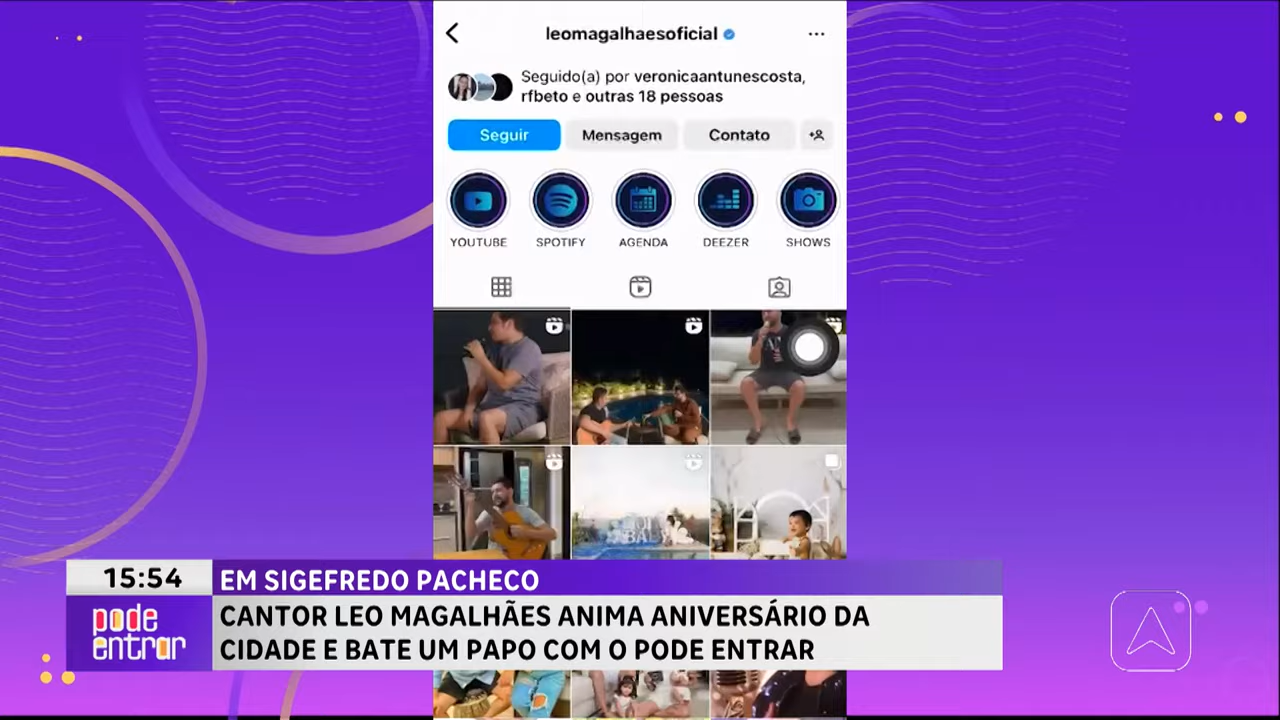 leomagalhaesoficial
Seguido(a) por veronicaantunescosta,
rfbeto e outras 18 pessoas
Seguir
Mensagem
Contato
YOUTUBE
SPOTIFY
AGENDA
DEEZER
SHOWS
15:54
EM SIGEFREDO PACHECO
pode
entrar
CANTOR LEO MAGALHÃES ANIMA ANIVERSÁRIO DA
CIDADE E BATE UM PAPO COM O PODE ENTRAR